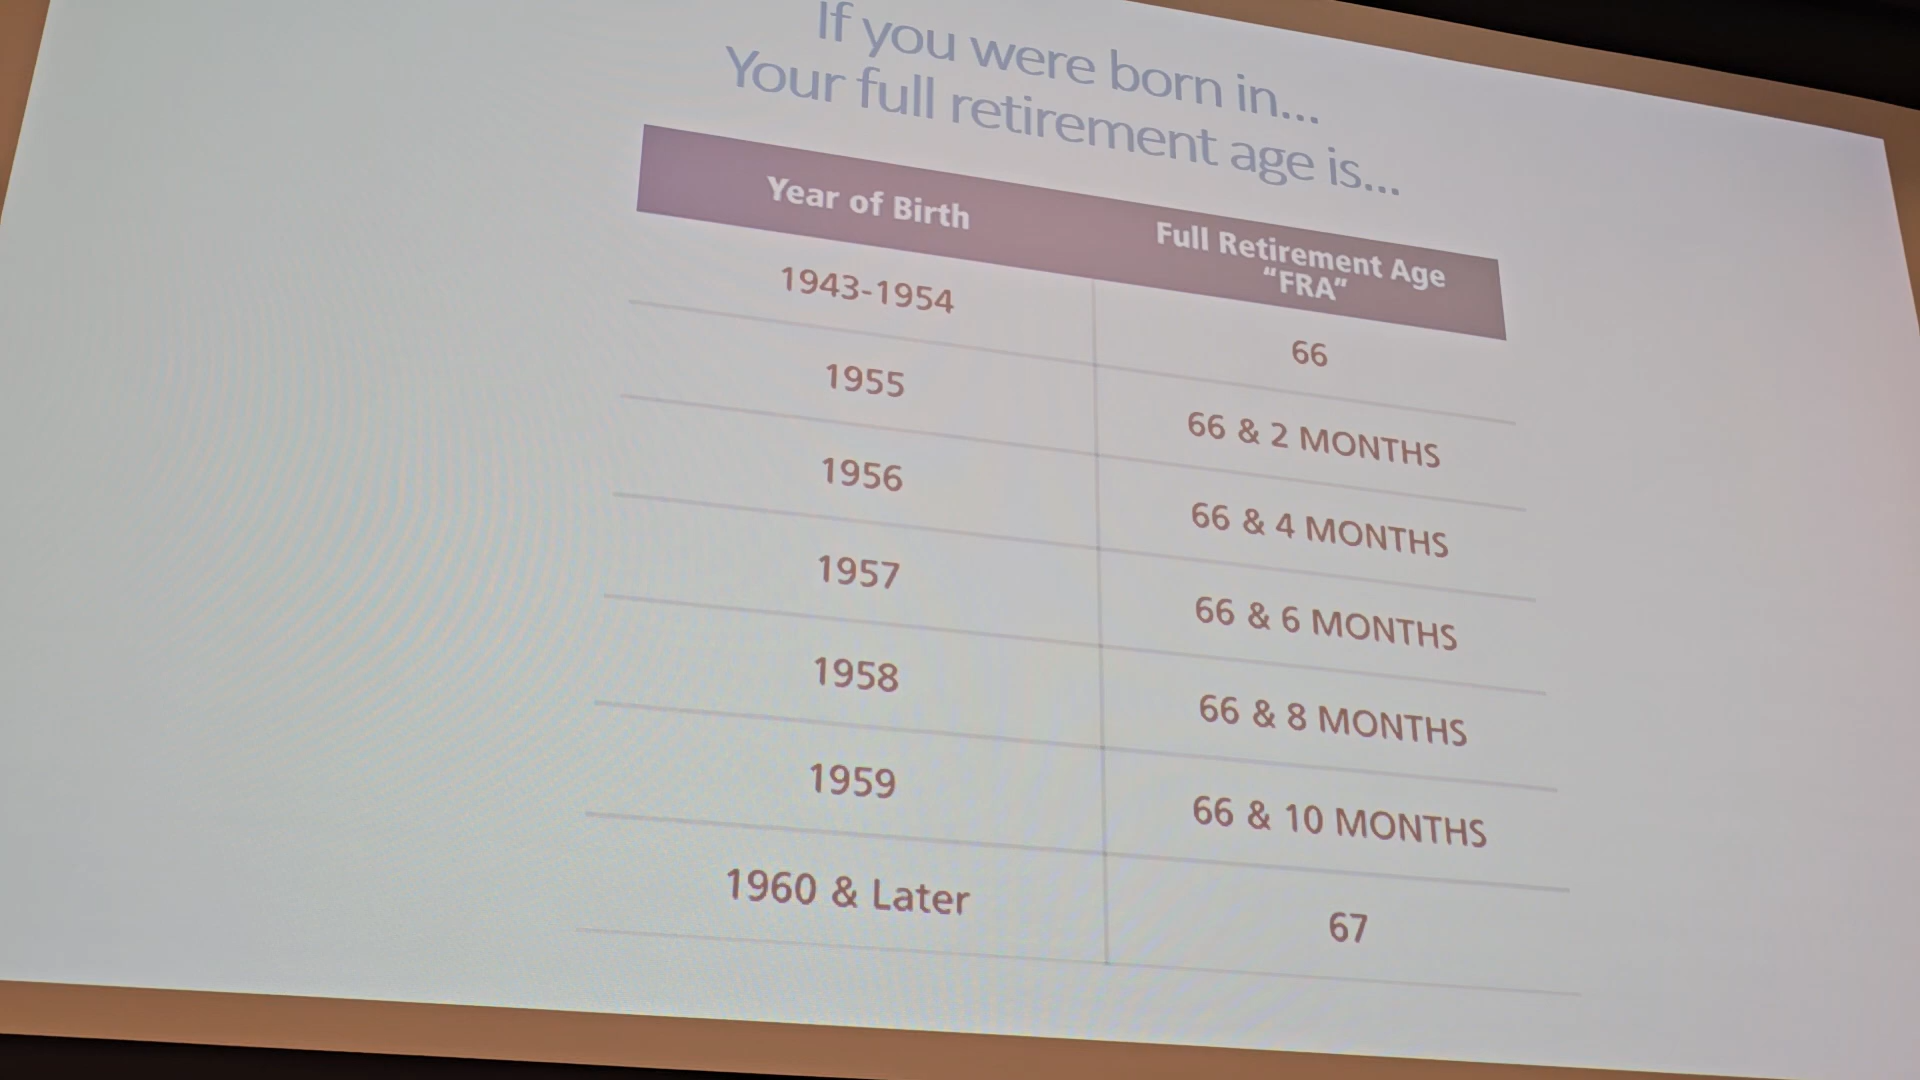 If you were born in...
Your full retirement age is...
Year of Birth
Full Retirement Age
“FRA”
1943-1954
66
1955
66 & 2 MONTHS
1956
66 & 4 MONTHS
1957
66 & 6 MONTHS
1958
66 & 8 MONTHS
1959
66 & 10 MONTHS
1960 & Later
67